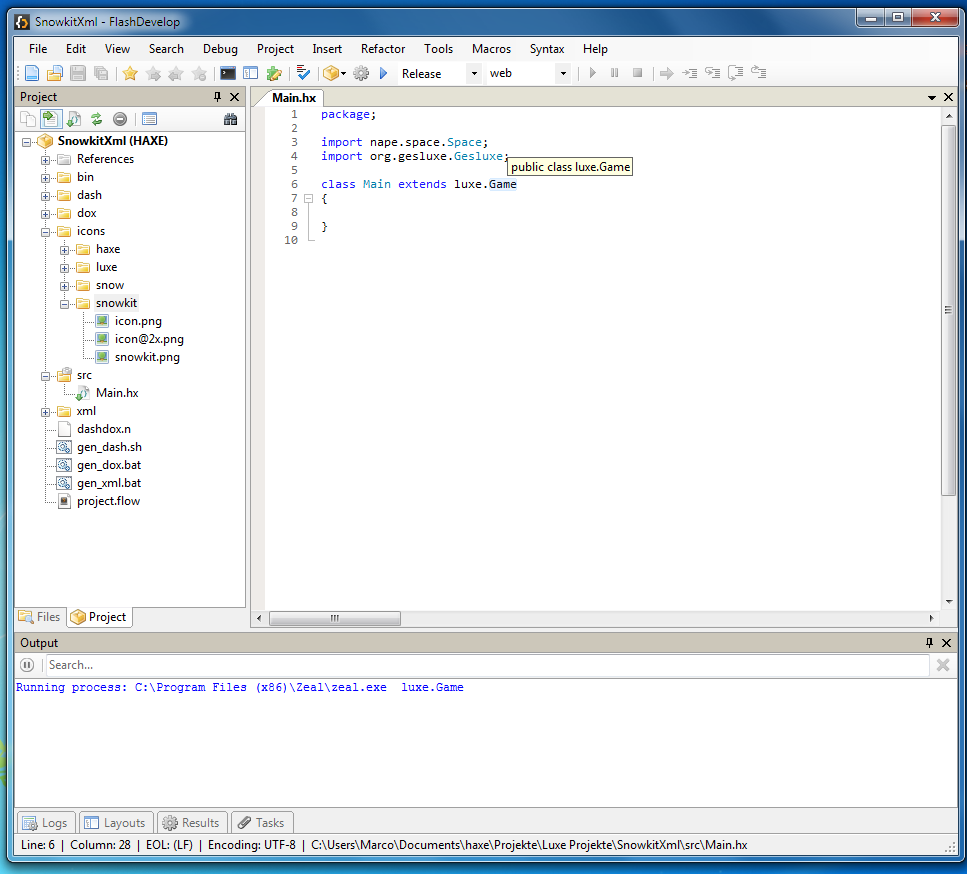 SnowkitXml - FlashDevelop
File Edit View Search Debug Project Insert Refactor Tools Macros Syntax Help
Release web
Project
SnowkitXml (HAXE)
References
bin
dash
dox
icons
haxe
luxe
snow
snowkit
icon.png
icon@2x.png
snowkit.png
src
Main.hx
xml
dashdox.n
gen_dash.sh
gen_dox.bat
gen_xml.bat
project.flow
Files Project
Main.hx
1 package;
2
3 import nape.space.Space;
4 import org.gesluxe.Gesluxe;
5
public class luxe.Game
6 class Main extends luxe.Game
7 {
8
9 }
10
Output
Search...
Running process: C:\Program Files (x86)\Zeal\zeal.exe  luxe.Game
Logs Layouts Results Tasks
Line: 6 | Column: 28 | EOL: (LF) | Encoding: UTF-8 | C:\Users\Marco\Documents\haxe\Projekte\Luxe Projekte\SnowkitXml\src\Main.hx